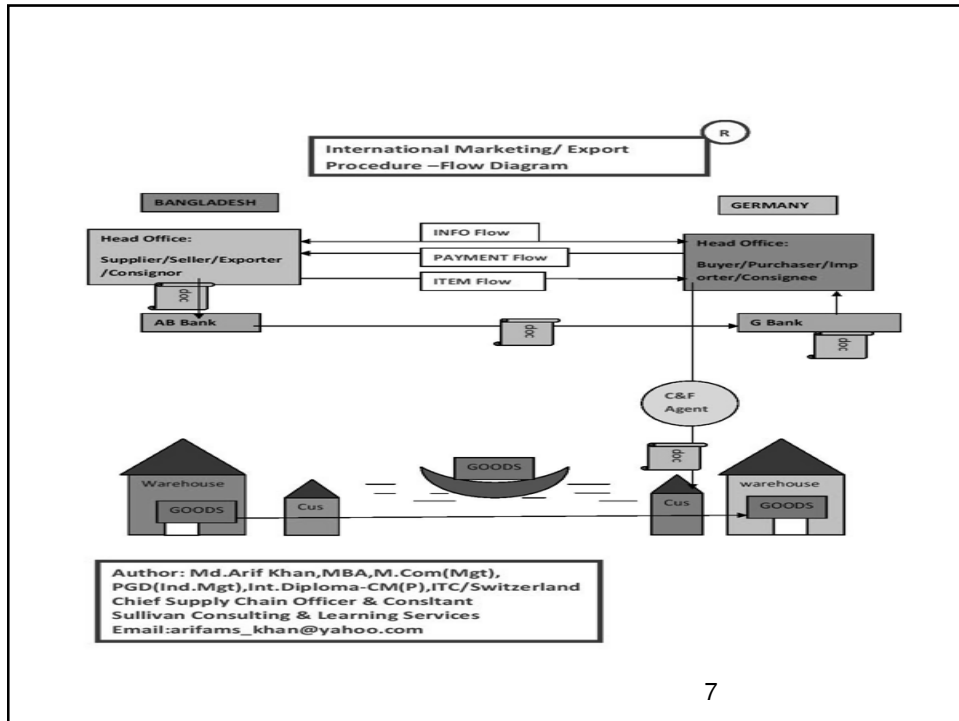 R
International Marketing/ Export
Procedure –Flow Diagram
BANGLADESH
GERMANY
Head Office:
Supplier/Seller/Exporter
/Consignor
INFO Flow
PAYMENT Flow
ITEM Flow
Head Office:
Buyer/Purchaser/Imp
orter/Consignee
doc
AB Bank
doc
G Bank
doc
C&F
Agent
doc
Warehouse
GOODS
Cus
GOODS
Cus
warehouse
GOODS
Author: Md.Arif Khan,MBA,M.Com(Mgt),
PGD(Ind.Mgt),Int.Diploma-CM(P),ITC/Switzerland
Chief Supply Chain Officer & Consltant
Sullivan Consulting & Learning Services
Email:arifams_khan@yahoo.com
7